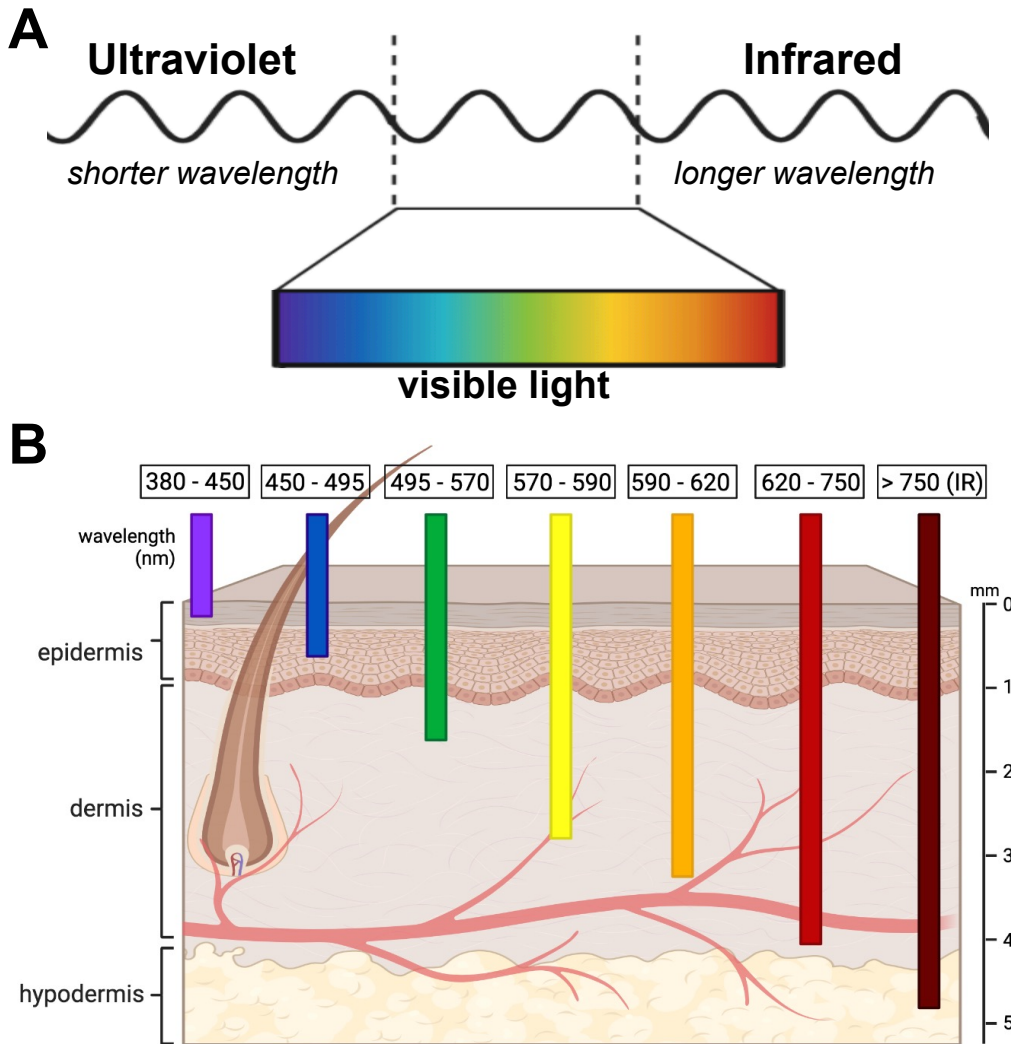 A
Ultraviolet
Infrared
shorter wavelength
longer wavelength
visible light
B
380 - 450
450 - 495
495 - 570
570 - 590
590 - 620
620 - 750
> 750 (IR)
wavelength
(nm)
mm
0
epidermis
1
2
dermis
3
4
hypodermis
5